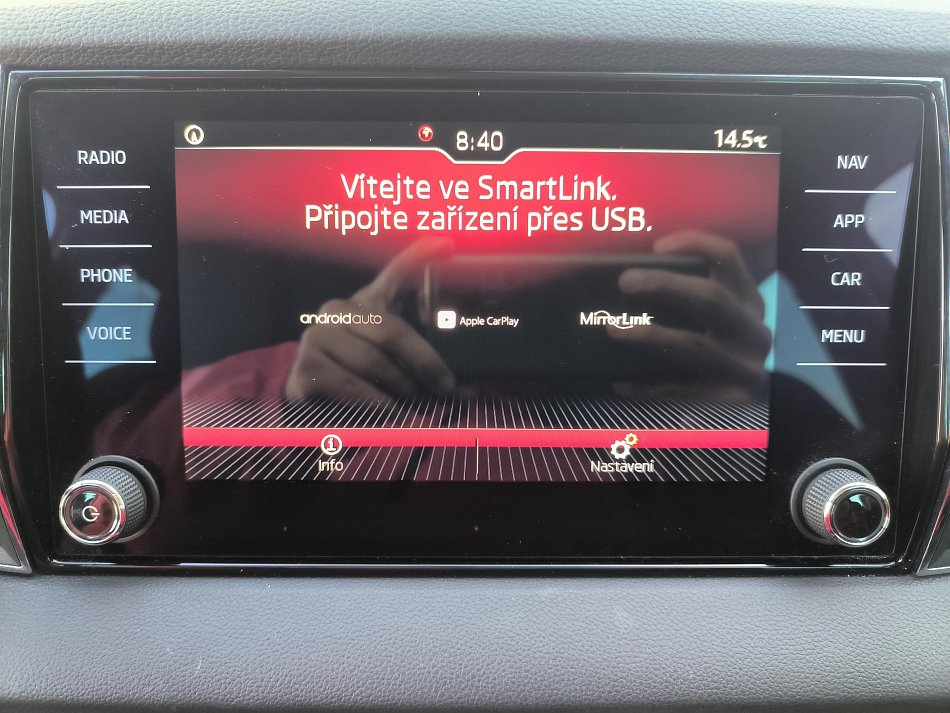 8:40
14.5°C
RADIO
MEDIA
PHONE
VOICE
Vítejte ve SmartLink.
Připojte zařízení přes USB.
androidauto
Apple CarPlay
MirrorLink™
Info
Nastavení
NAV
APP
CAR
MENU